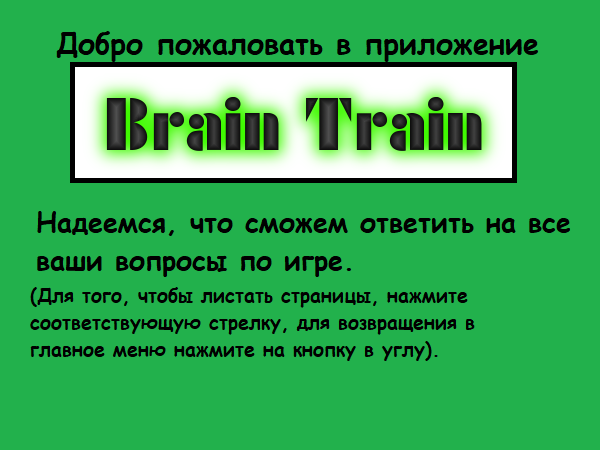 Добро пожаловать в приложение
Brain Train
Надеемся, что сможем ответить на все
ваши вопросы по игре.
(Для того, чтобы листать страницы, нажмите
соответствующую стрелку, для возвращения в
главное меню нажмите на кнопку в углу).